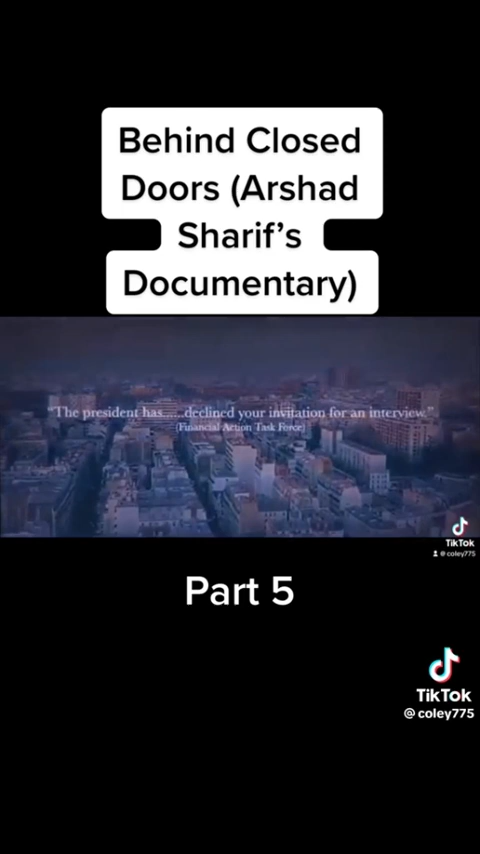 Behind Closed
Doors (Arshad
Sharif’s
Documentary)
“The president has......declined your invitation for an interview.”
(Financial Action Task Force)
TikTok
@coley775
Part 5
TikTok
@coley775